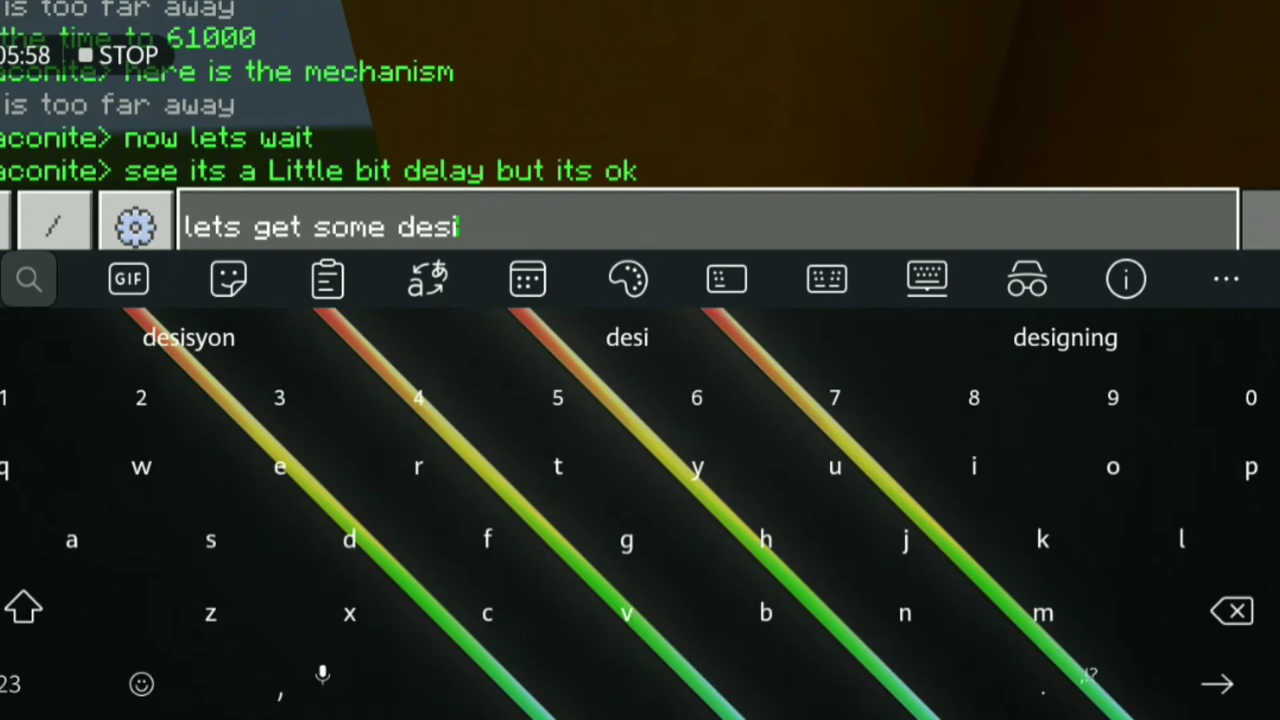 is too far away
the time to 61000
05:58 STOP
aconite> here is the mechanism
is too far away
aconite> now lets wait
aconite> see its a Little bit delay but its ok
/ lets get some desi
GIF
desisyon desi designing
1 2 3 4 5 6 7 8 9 0
q w e r t y u i o p
a s d f g h j k l
z x c v b n m
23 , . ,!?